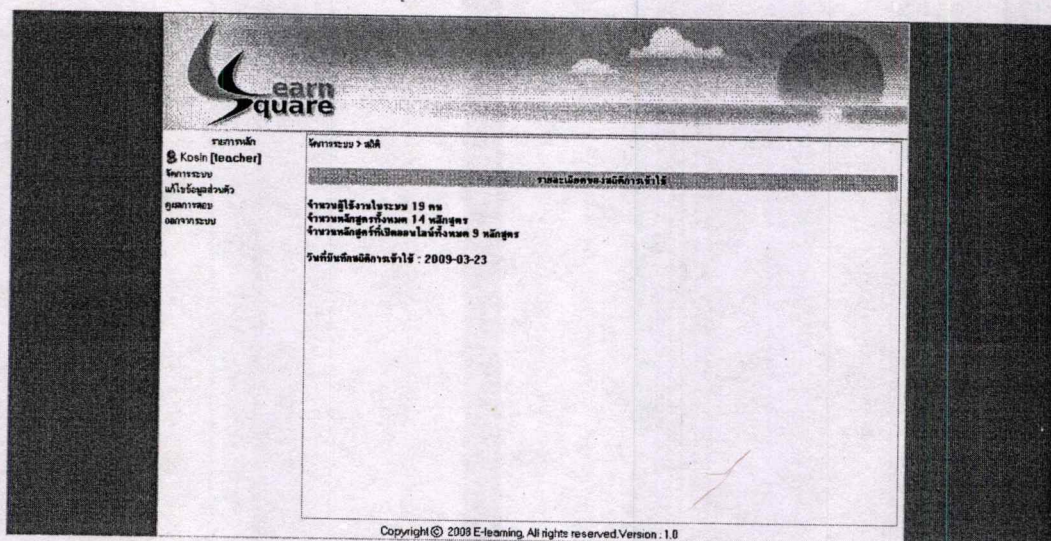 Learn
Square
รายการหลัก
Kosin [teacher]
จัดการระบบ
แก้ไขข้อมูลส่วนตัว
ดูผลการสอบ
ออกจากระบบ
จัดการระบบ > สถิติ
รายละเอียดของสถิติการเข้าใช้
จำนวนผู้ใช้งานในระบบ 19 คน
จำนวนหลักสูตรทั้งหมด 14 หลักสูตร
จำนวนหลักสูตรที่เปิดออนไลน์ทั้งหมด 9 หลักสูตร
วันที่บันทึกสถิติการเข้าใช้ : 2009-03-23
Copyright © 2008 E-learning, All rights reserved.Version : 1.0